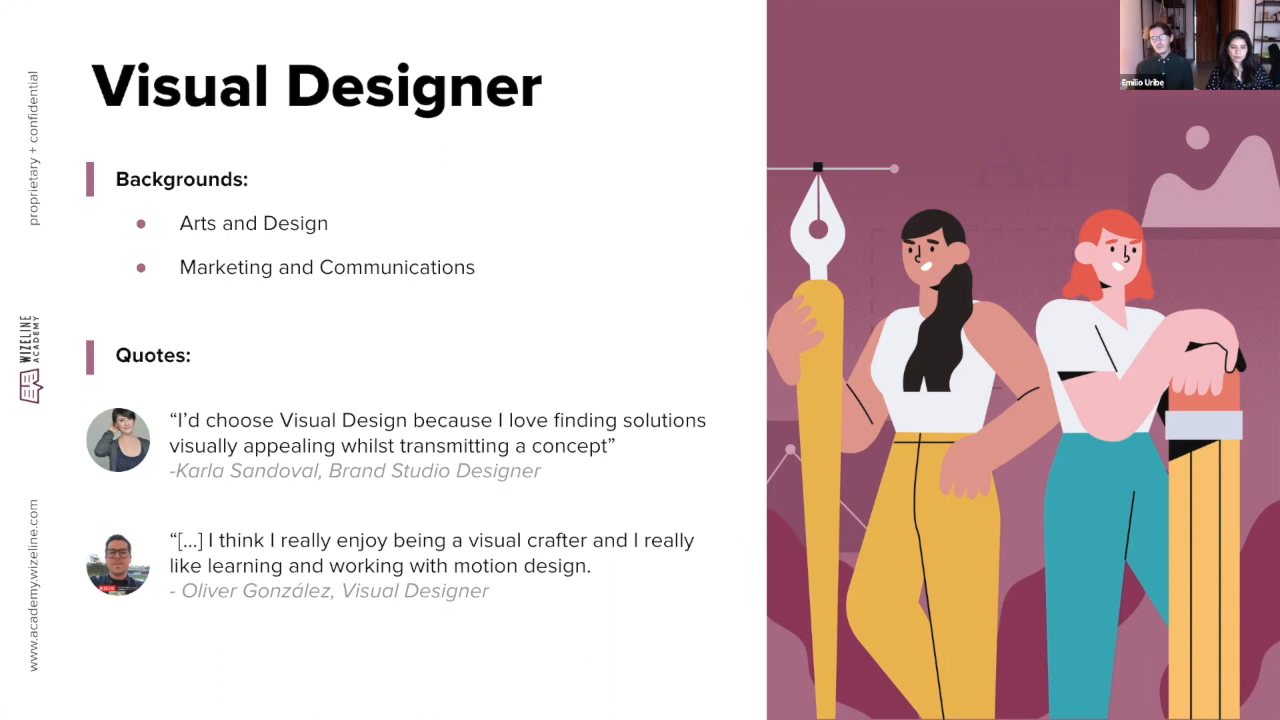 Visual Designer
proprietary + confidential
Backgrounds:
Arts and Design
Marketing and Communications
WIZELINE
ACADEMY
Quotes:
“I’d choose Visual Design because I love finding solutions
visually appealing whilst transmitting a concept”
-Karla Sandoval, Brand Studio Designer
“[...] I think I really enjoy being a visual crafter and I really
like learning and working with motion design.
- Oliver González, Visual Designer
www.academy.wizeline.com
Emilio Uribe
Aa